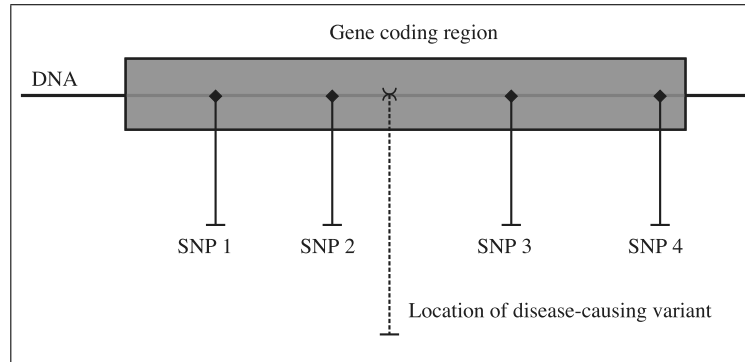 Gene coding region
DNA
SNP 1
SNP 2
SNP 3
SNP 4
Location of disease-causing variant